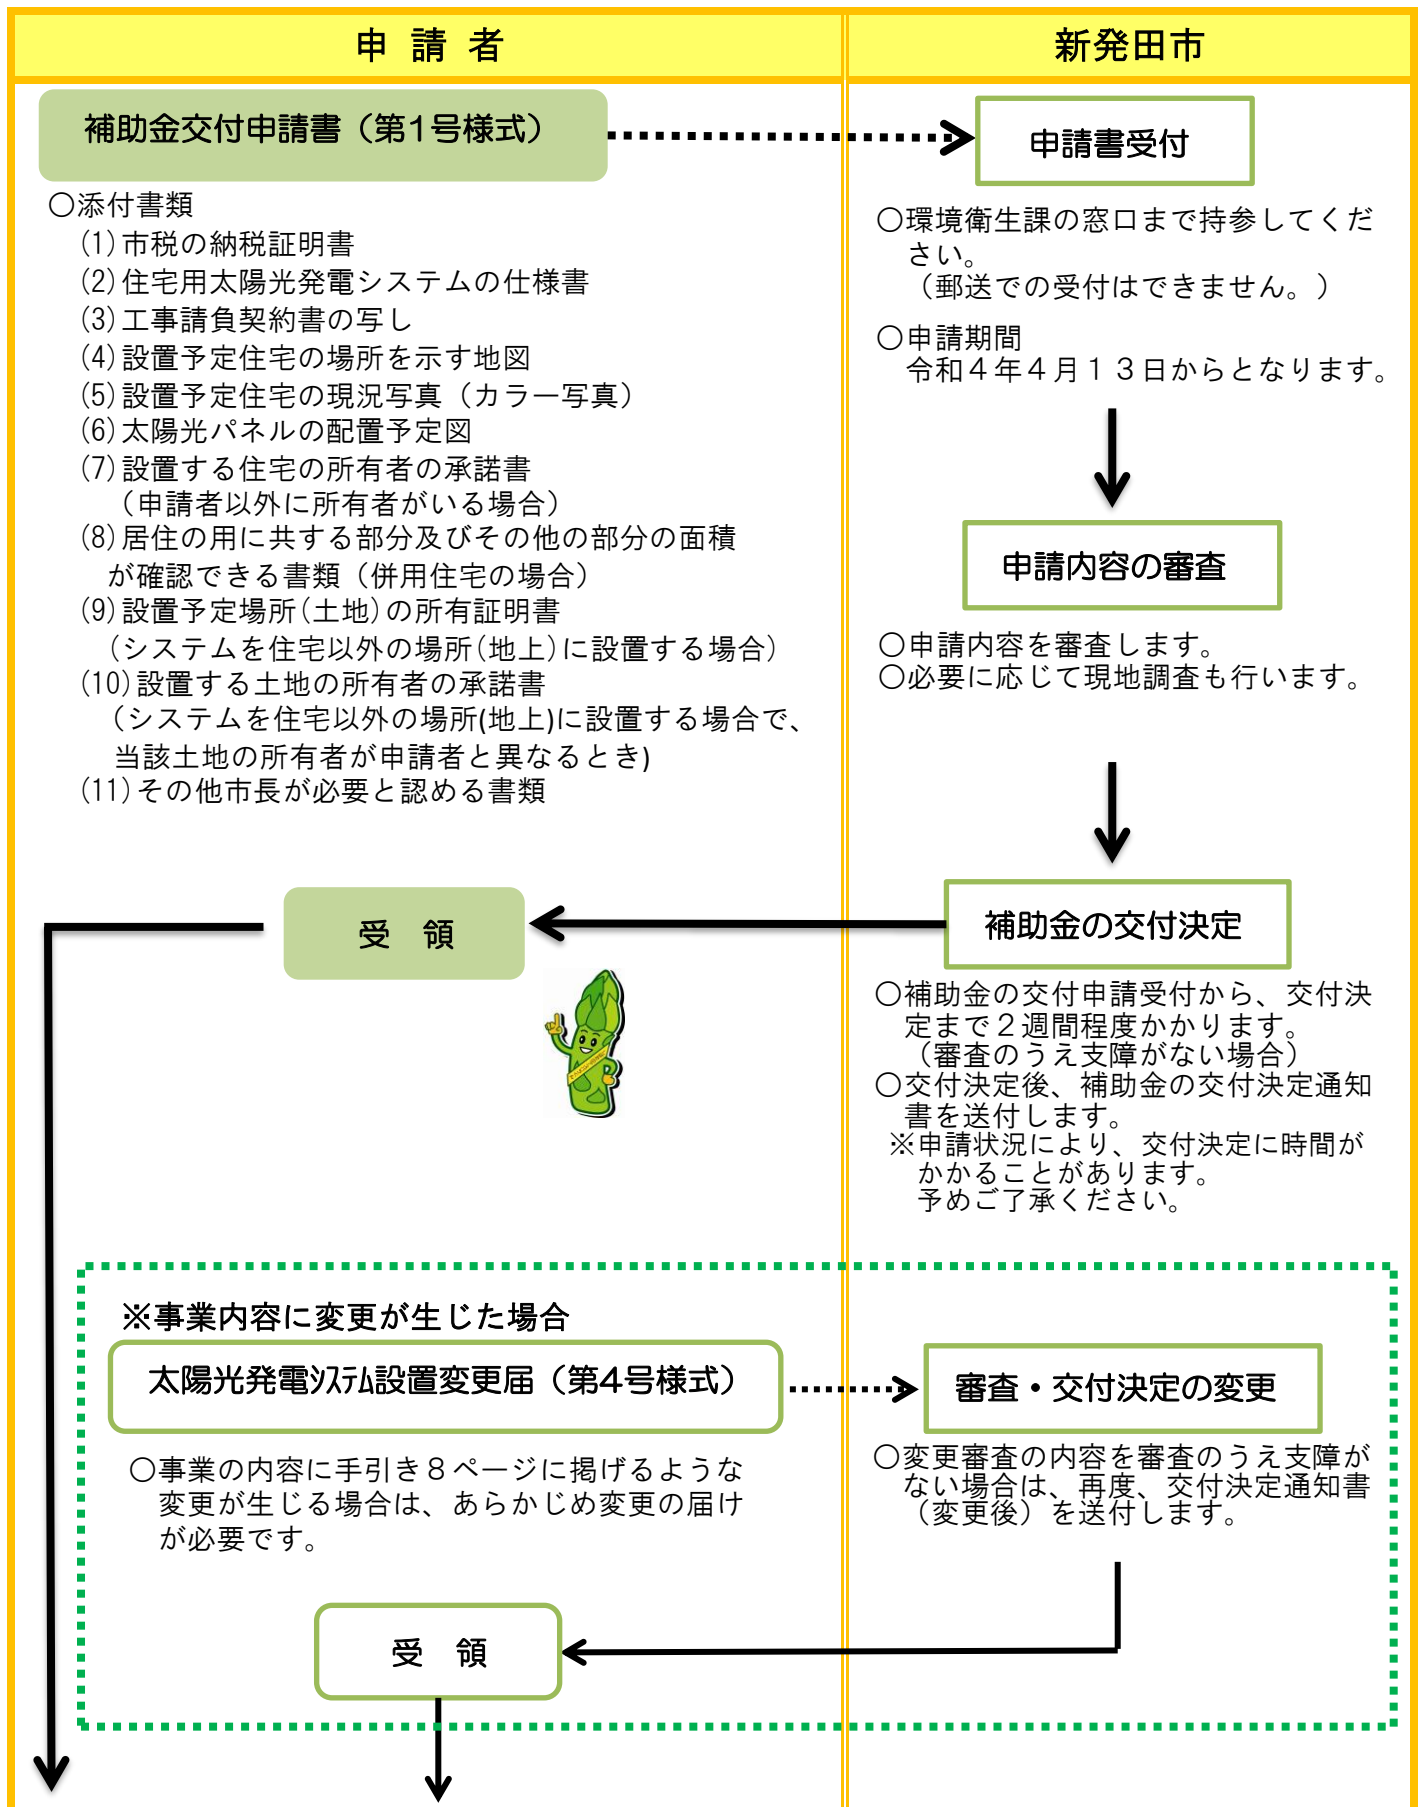 申 請 者
新発田市
補助金交付申請書（第1号様式）
申請書受付
○添付書類
(1)市税の納税証明書
(2)住宅用太陽光発電システムの仕様書
(3)工事請負契約書の写し
(4)設置予定住宅の場所を示す地図
(5)設置予定住宅の現況写真（カラー写真）
(6)太陽光パネルの配置予定図
(7)設置する住宅の所有者の承諾書
（申請者以外に所有者がいる場合）
(8)居住の用に共する部分及びその他の部分の面積
が確認できる書類（併用住宅の場合）
(9)設置予定場所(土地)の所有証明書
（システムを住宅以外の場所(地上)に設置する場合）
(10)設置する土地の所有者の承諾書
（システムを住宅以外の場所(地上)に設置する場合で、
当該土地の所有者が申請者と異なるとき)
(11)その他市長が必要と認める書類
○環境衛生課の窓口まで持参してくだ
さい。
（郵送での受付はできません。）
○申請期間
令和４年４月１３日からとなります。
申請内容の審査
○申請内容を審査します。
○必要に応じて現地調査も行います。
受　領
補助金の交付決定
○補助金の交付申請受付から、交付決
定まで２週間程度かかります。
（審査のうえ支障がない場合）
○交付決定後、補助金の交付決定通知
書を送付します。
※申請状況により、交付決定に時間が
かかることがあります。
予めご了承ください。
※事業内容に変更が生じた場合
太陽光発電ｼｽﾃﾑ設置変更届（第4号様式）
審査・交付決定の変更
○事業の内容に手引き８ページに掲げるような
変更が生じる場合は、あらかじめ変更の届け
が必要です。
○変更審査の内容を審査のうえ支障が
ない場合は、再度、交付決定通知書
（変更後）を送付します。
受　領